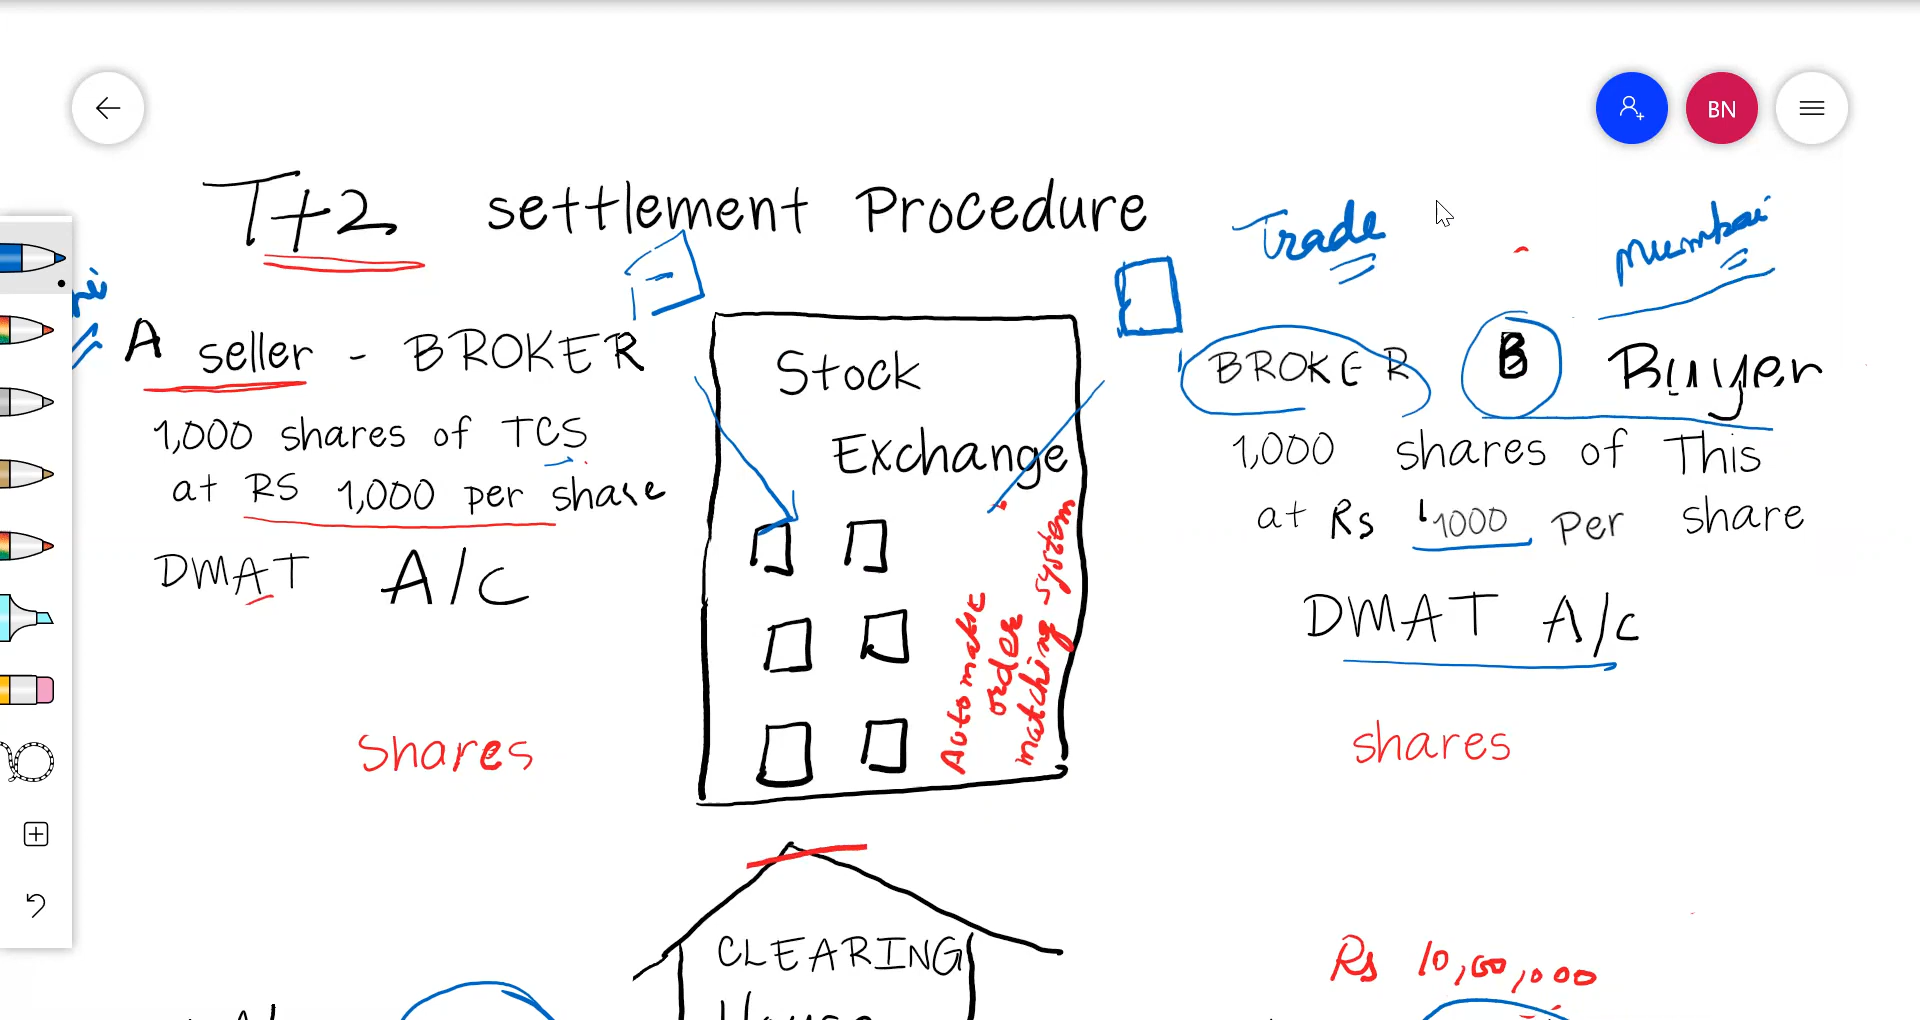 BN
T+2 settlement Procedure
Trade
Mumbai
A seller - BROKER
1,000 shares of TCS
at RS 1,000 per share
DMAT A/c
Shares
Stock
Exchange
Automatic
order
matching system
BROKER B Buyer
1,000 shares of This
at Rs 1000 per share
DMAT A/c
shares
CLEARING
House
Rs 10,00,000